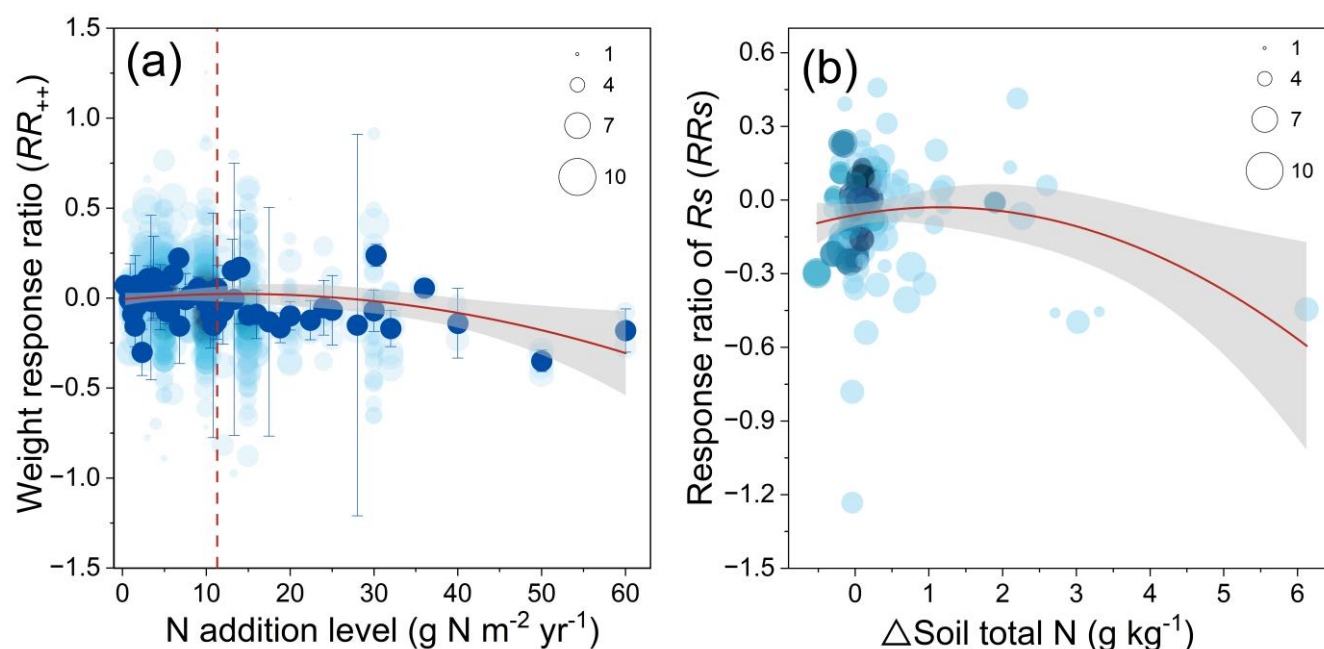 (a)
Weight response ratio (RR++)
1.5
1.0
0.5
0.0
−0.5
−1.0
−1.5
1
4
7
10
0 10 20 30 40 50 60
N addition level (g N m-2 yr-1)
(b)
Response ratio of Rs (RRs)
0.6
0.3
0.0
−0.3
−0.6
−0.9
−1.2
−1.5
1
4
7
10
0 1 2 3 4 5 6
△Soil total N (g kg-1)